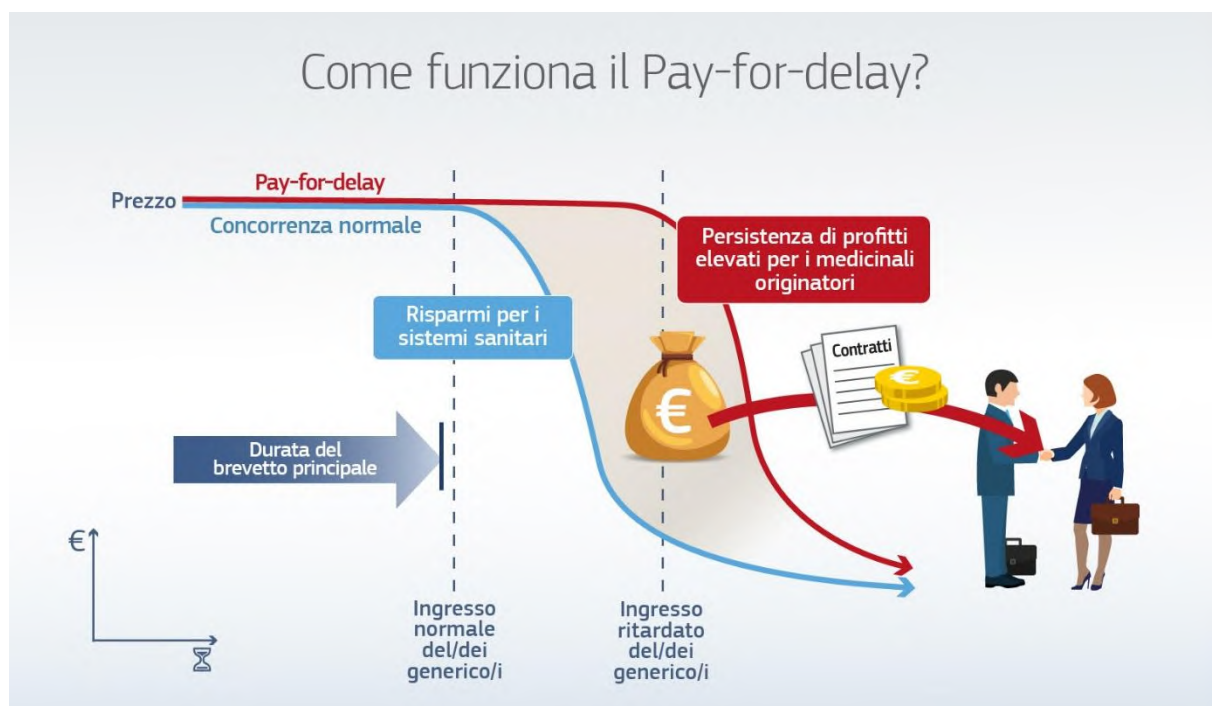 Come funziona il Pay-for-delay?
Pay-for-delay
Prezzo
Concorrenza normale
Persistenza di profitti
elevati per i medicinali
originatori
Risparmi per i
sistemi sanitari
Contratti
€
€
Durata del
brevetto principale
€
Ingresso
normale
del/dei
generico/i
Ingresso
ritardato
del/dei
generico/i